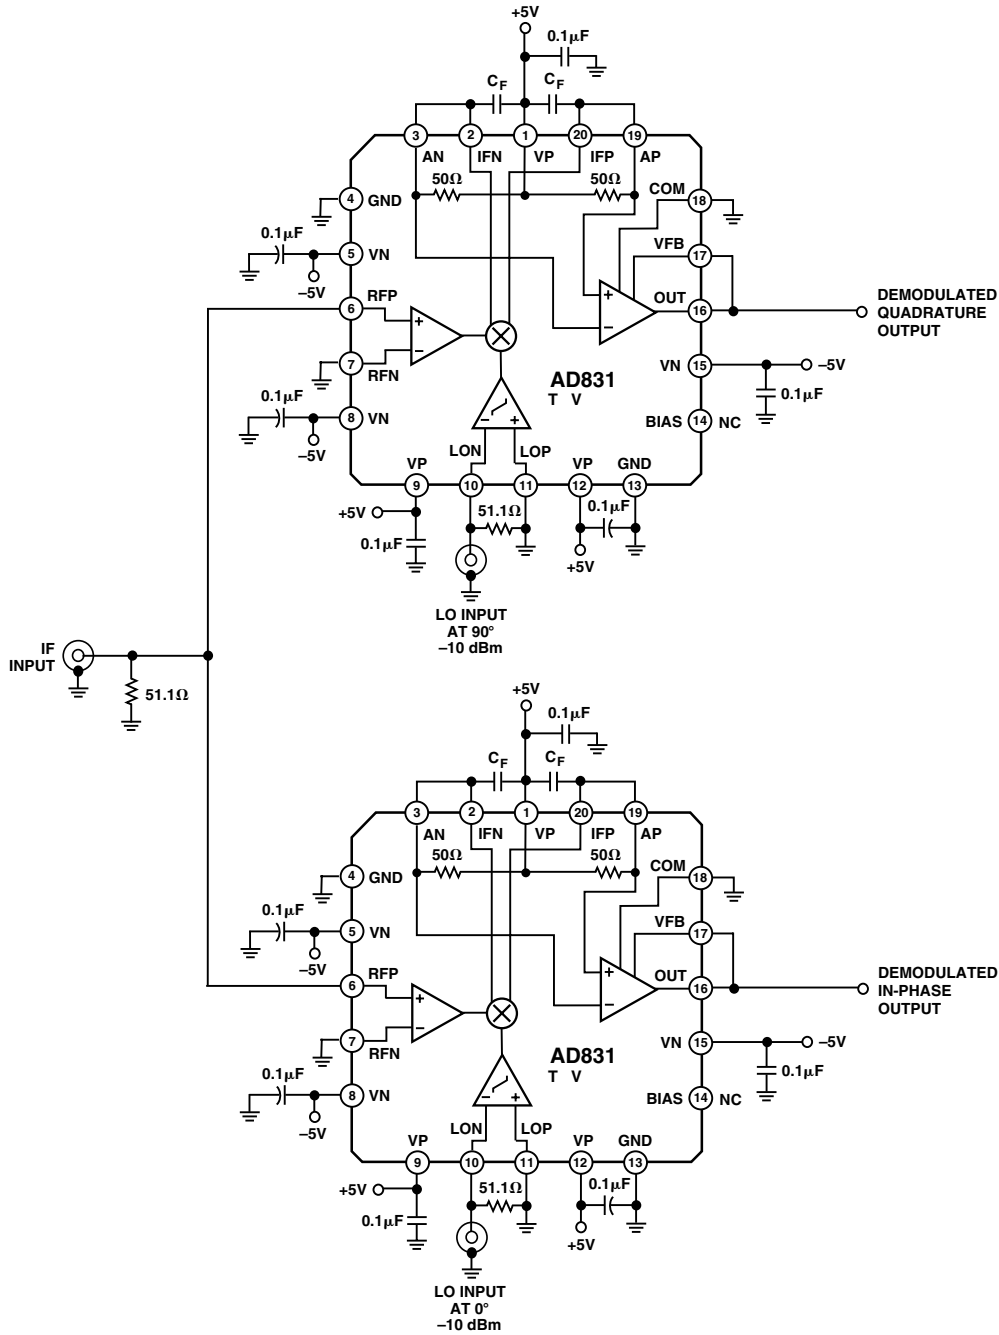 +5V
0.1µF
CF
CF
3
2
1
20
19
AN
IFN
VP
IFP
AP
50Ω
50Ω
4
GND
COM
18
0.1µF
5
VN
–5V
VFB
17
6
RFP
+
–
+
–
OUT
16
DEMODULATED
QUADRATURE
OUTPUT
7
RFN
VN
15
–5V
0.1µF
AD831
T V
0.1µF
8
VN
–5V
BIAS
14
NC
–
+
LON
LOP
VP
VP
GND
9
10
11
12
13
+5V
51.1Ω
0.1µF
0.1µF
+5V
LO INPUT
AT 90°
–10 dBm
IF
INPUT
51.1Ω
+5V
0.1µF
CF
CF
3
2
1
20
19
AN
IFN
VP
IFP
AP
50Ω
50Ω
4
GND
COM
18
0.1µF
5
VN
–5V
VFB
17
6
RFP
+
–
+
–
OUT
16
DEMODULATED
IN-PHASE
OUTPUT
7
RFN
VN
15
–5V
0.1µF
AD831
T V
0.1µF
8
VN
–5V
BIAS
14
NC
–
+
LON
LOP
VP
VP
GND
9
10
11
12
13
+5V
51.1Ω
0.1µF
0.1µF
+5V
LO INPUT
AT 0°
–10 dBm